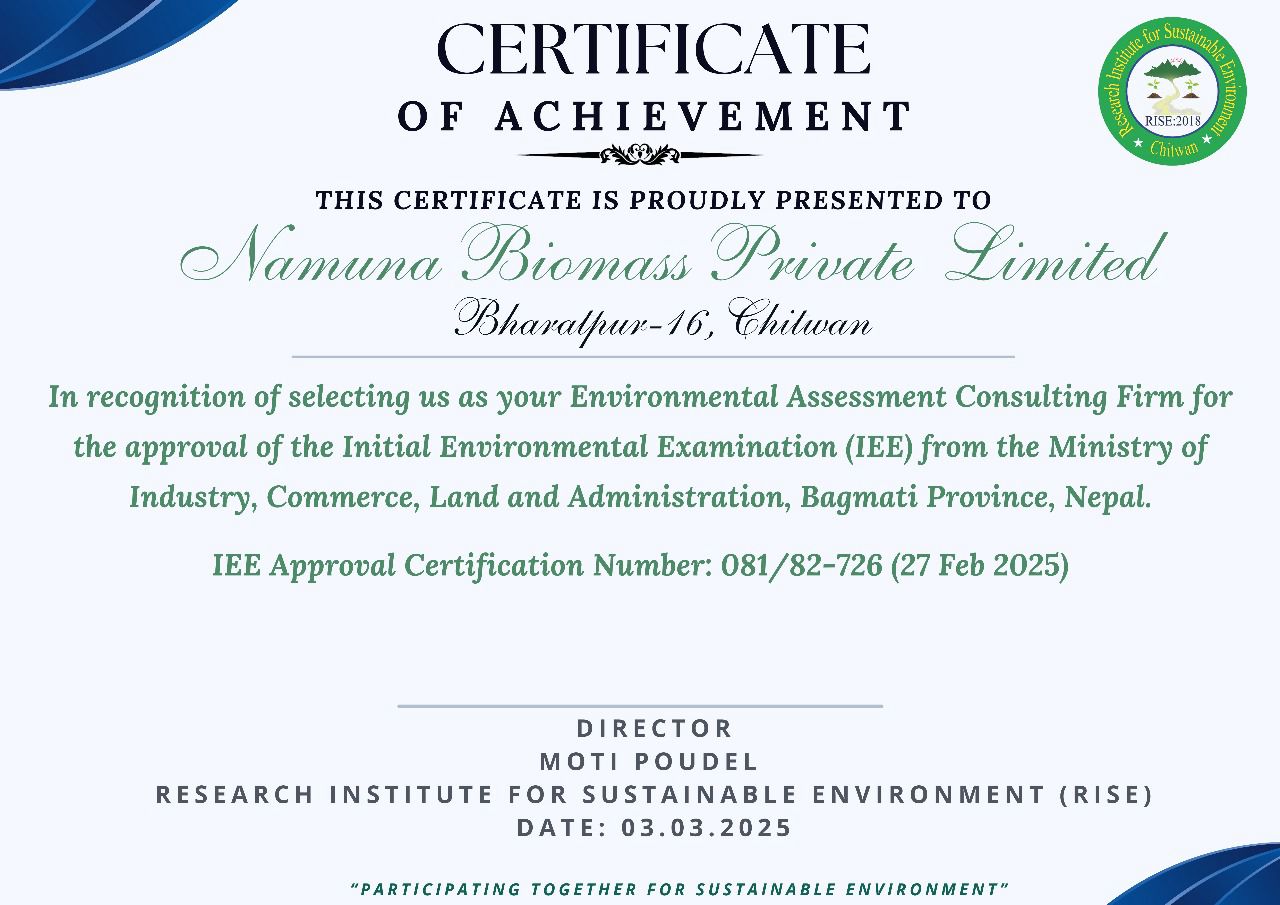 CERTIFICATE
OF ACHIEVEMENT
Research Institute for Sustainable Environment
RISE:2018
Chitwan
THIS CERTIFICATE IS PROUDLY PRESENTED TO
Namuna Biomass Private Limited
Bharatpur-16, Chitwan
In recognition of selecting us as your Environmental Assessment Consulting Firm for
the approval of the Initial Environmental Examination (IEE) from the Ministry of
Industry, Commerce, Land and Administration, Bagmati Province, Nepal.
IEE Approval Certification Number: 081/82-726 (27 Feb 2025)
DIRECTOR
MOTI POUDEL
RESEARCH INSTITUTE FOR SUSTAINABLE ENVIRONMENT (RISE)
DATE: 03.03.2025
“PARTICIPATING TOGETHER FOR SUSTAINABLE ENVIRONMENT”